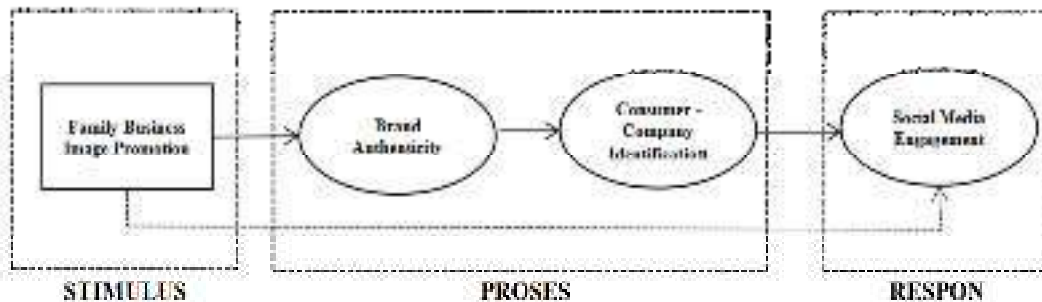 Family Business
Image Promotion
Brand
Authenticity
Consumer -
Company
Identification
Social Media
Engagement
STIMULUS
PROSES
RESPON